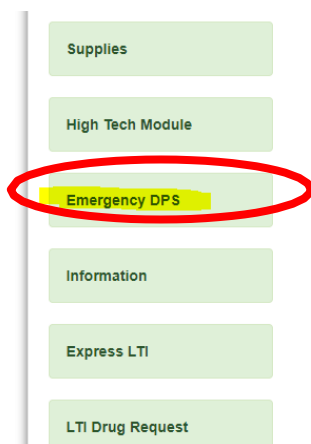 Supplies
High Tech Module
Emergency DPS
Information
Express LTI
LTI Drug Request